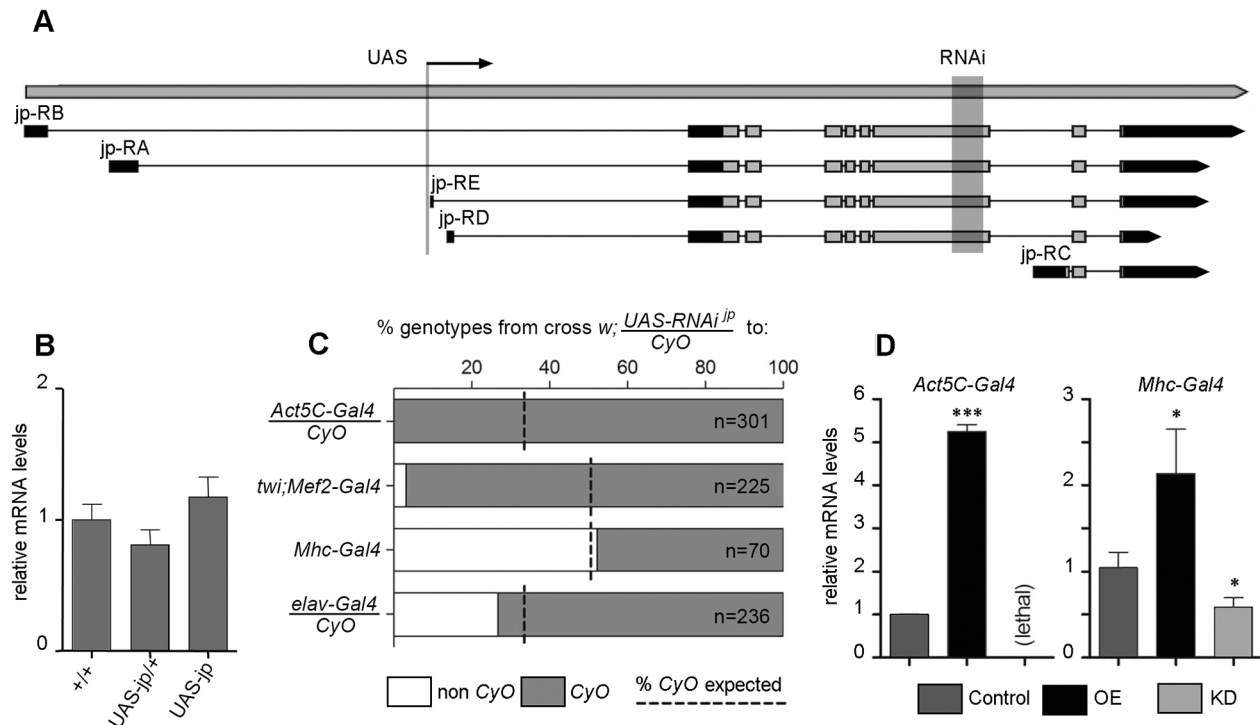 A
UAS
RNAi
jp-RB
jp-RA
jp-RE
jp-RD
jp-RC
B
relative mRNA levels
2
1
0
+/+
UAS-jp/+
UAS-jp
C
% genotypes from cross w; UAS-RNAi jp to:
CyO
20 40 60 80 100
Act5C-Gal4
CyO
n=301
twi;Mef2-Gal4
n=225
Mhc-Gal4
n=70
elav-Gal4
CyO
n=236
non CyO
CyO
% CyO expected
D
Act5C-Gal4
relative mRNA levels
6
5
4
3
2
1
0
***
(lethal)
Mhc-Gal4
3
2
1
0
*
*
Control
OE
KD